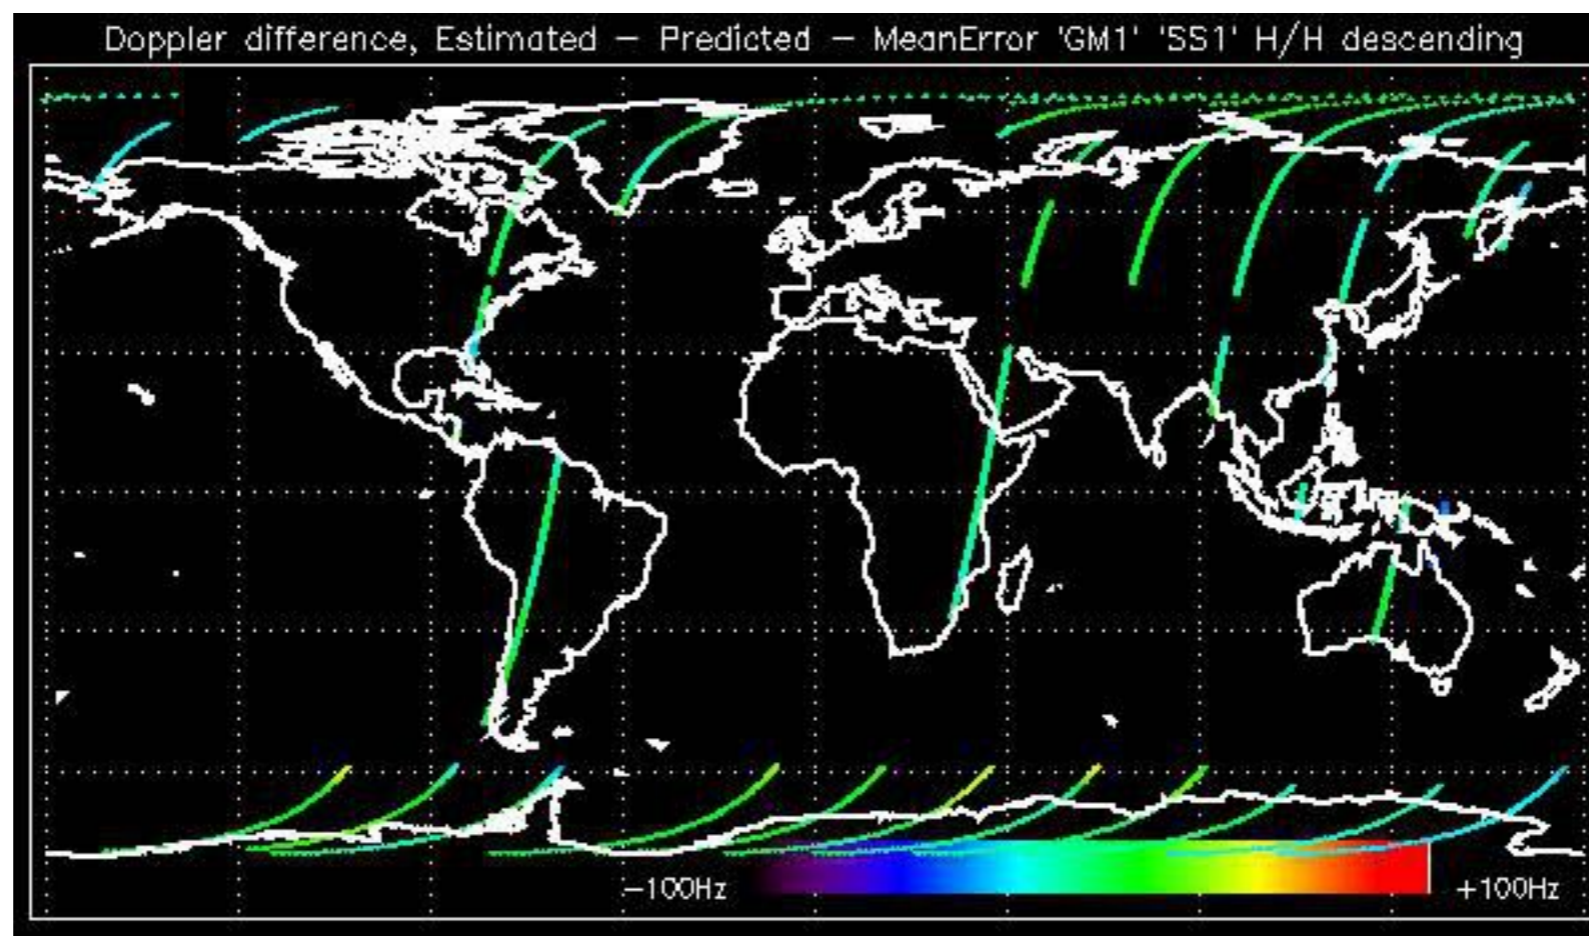 Doppler difference, Estimated — Predicted — MeanError 'GM1' 'SS1' H/H descending
−100Hz +100Hz